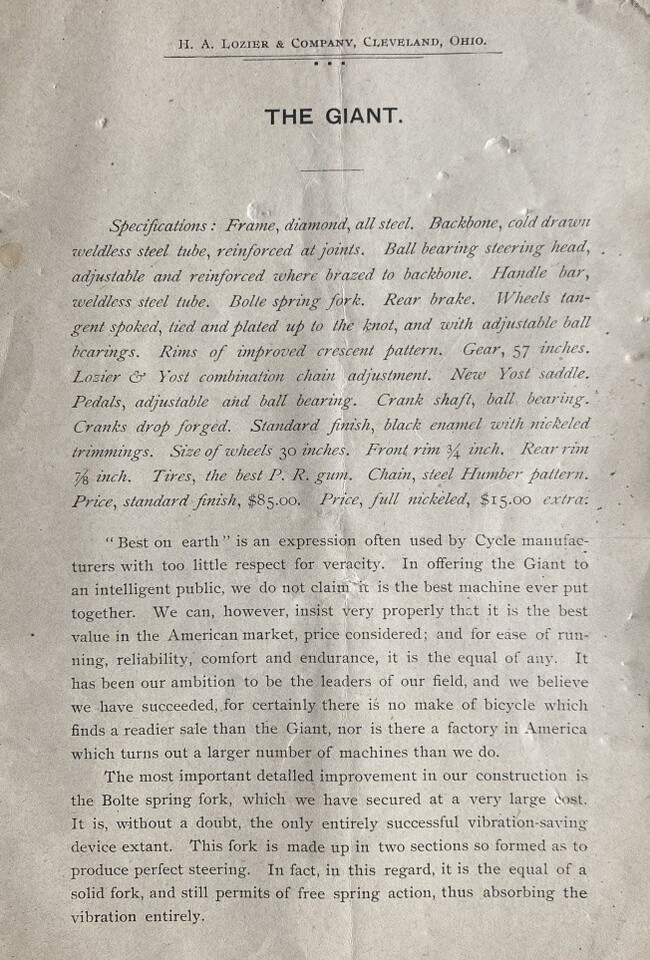 H. A. Lozier & Company, Cleveland, Ohio.
THE GIANT.
Specifications: Frame, diamond, all steel. Backbone, cold drawn
weldless steel tube, reinforced at joints. Ball bearing steering head,
adjustable and reinforced where brazed to backbone. Handle bar,
weldless steel tube. Bolte spring fork. Rear brake. Wheels tan-
gent spoked, tied and plated up to the knot, and with adjustable ball
bearings. Rims of improved crescent pattern. Gear, 57 inches.
Lozier & Yost combination chain adjustment. New Yost saddle.
Pedals, adjustable and ball bearing. Crank shaft, ball bearing.
Cranks drop forged. Standard finish, black enamel with nickeled
trimmings. Size of wheels 30 inches. Front rim ¾ inch. Rear rim
⅞ inch. Tires, the best P. R. gum. Chain, steel Humber pattern.
Price, standard finish, $85.00. Price, full nickeled, $15.00 extra.
"Best on earth" is an expression often used by Cycle manufac-
turers with too little respect for veracity. In offering the Giant to
an intelligent public, we do not claim it is the best machine ever put
together. We can, however, insist very properly that it is the best
value in the American market, price considered; and for ease of run-
ning, reliability, comfort and endurance, it is the equal of any. It
has been our ambition to be the leaders of our field, and we believe
we have succeeded, for certainly there is no make of bicycle which
finds a readier sale than the Giant, nor is there a factory in America
which turns out a larger number of machines than we do.
The most important detailed improvement in our construction is
the Bolte spring fork, which we have secured at a very large cost.
It is, without a doubt, the only entirely successful vibration-saving
device extant. This fork is made up in two sections so formed as to
produce perfect steering. In fact, in this regard, it is the equal of a
solid fork, and still permits of free spring action, thus absorbing the
vibration entirely.